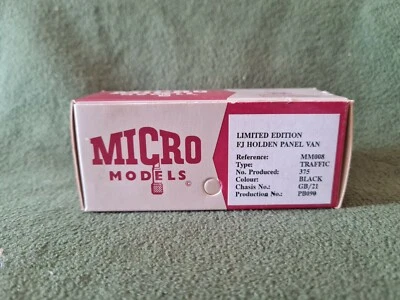 MICRO
MODELS ©
LIMITED EDITION
FJ HOLDEN PANEL VAN
Reference: MM008
Type: TRAFFIC
No. Produced: 375
Colour: BLACK
Chassis No.: GB/21
Production No.: PB090